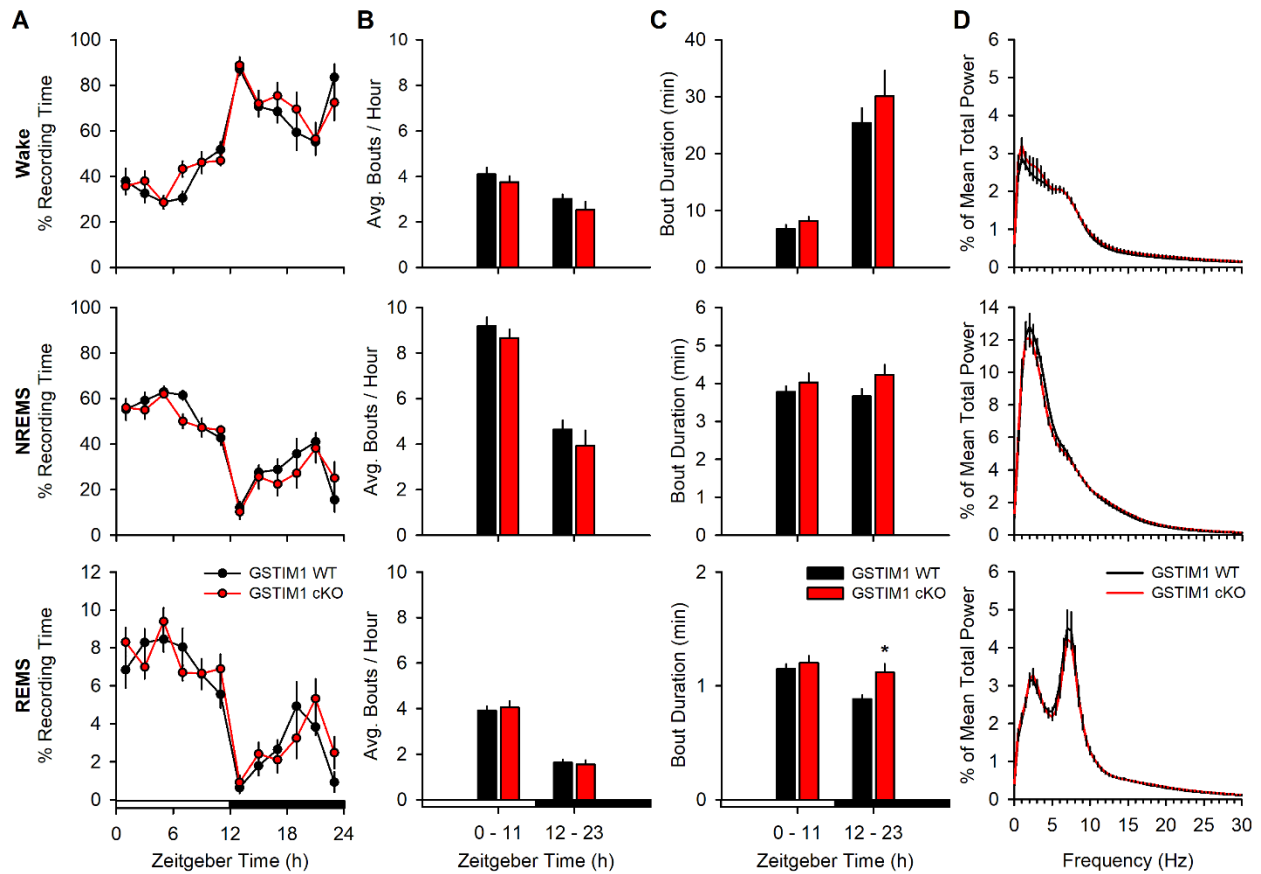 A
B
C
D
Wake
% Recording Time
100
80
60
40
20
0
Avg. Bouts / Hour
10
8
6
4
2
0
Bout Duration (min)
40
30
20
10
0
% of Mean Total Power
6
5
4
3
2
1
0
NREMS
% Recording Time
100
80
60
40
20
0
Avg. Bouts / Hour
10
8
6
4
2
0
Bout Duration (min)
6
5
4
3
2
1
0
% of Mean Total Power
14
12
10
8
6
4
2
0
REMS
% Recording Time
12
10
8
6
4
2
0
GSTIM1 WT
GSTIM1 cKO
0 6 12 18 24
Zeitgeber Time (h)
Avg. Bouts / Hour
10
8
6
4
2
0
0 - 11 12 - 23
Zeitgeber Time (h)
Bout Duration (min)
2
1
0
GSTIM1 WT
GSTIM1 cKO
*
0 - 11 12 - 23
Zeitgeber Time (h)
% of Mean Total Power
6
5
4
3
2
1
0
GSTIM1 WT
GSTIM1 cKO
0 5 10 15 20 25 30
Frequency (Hz)